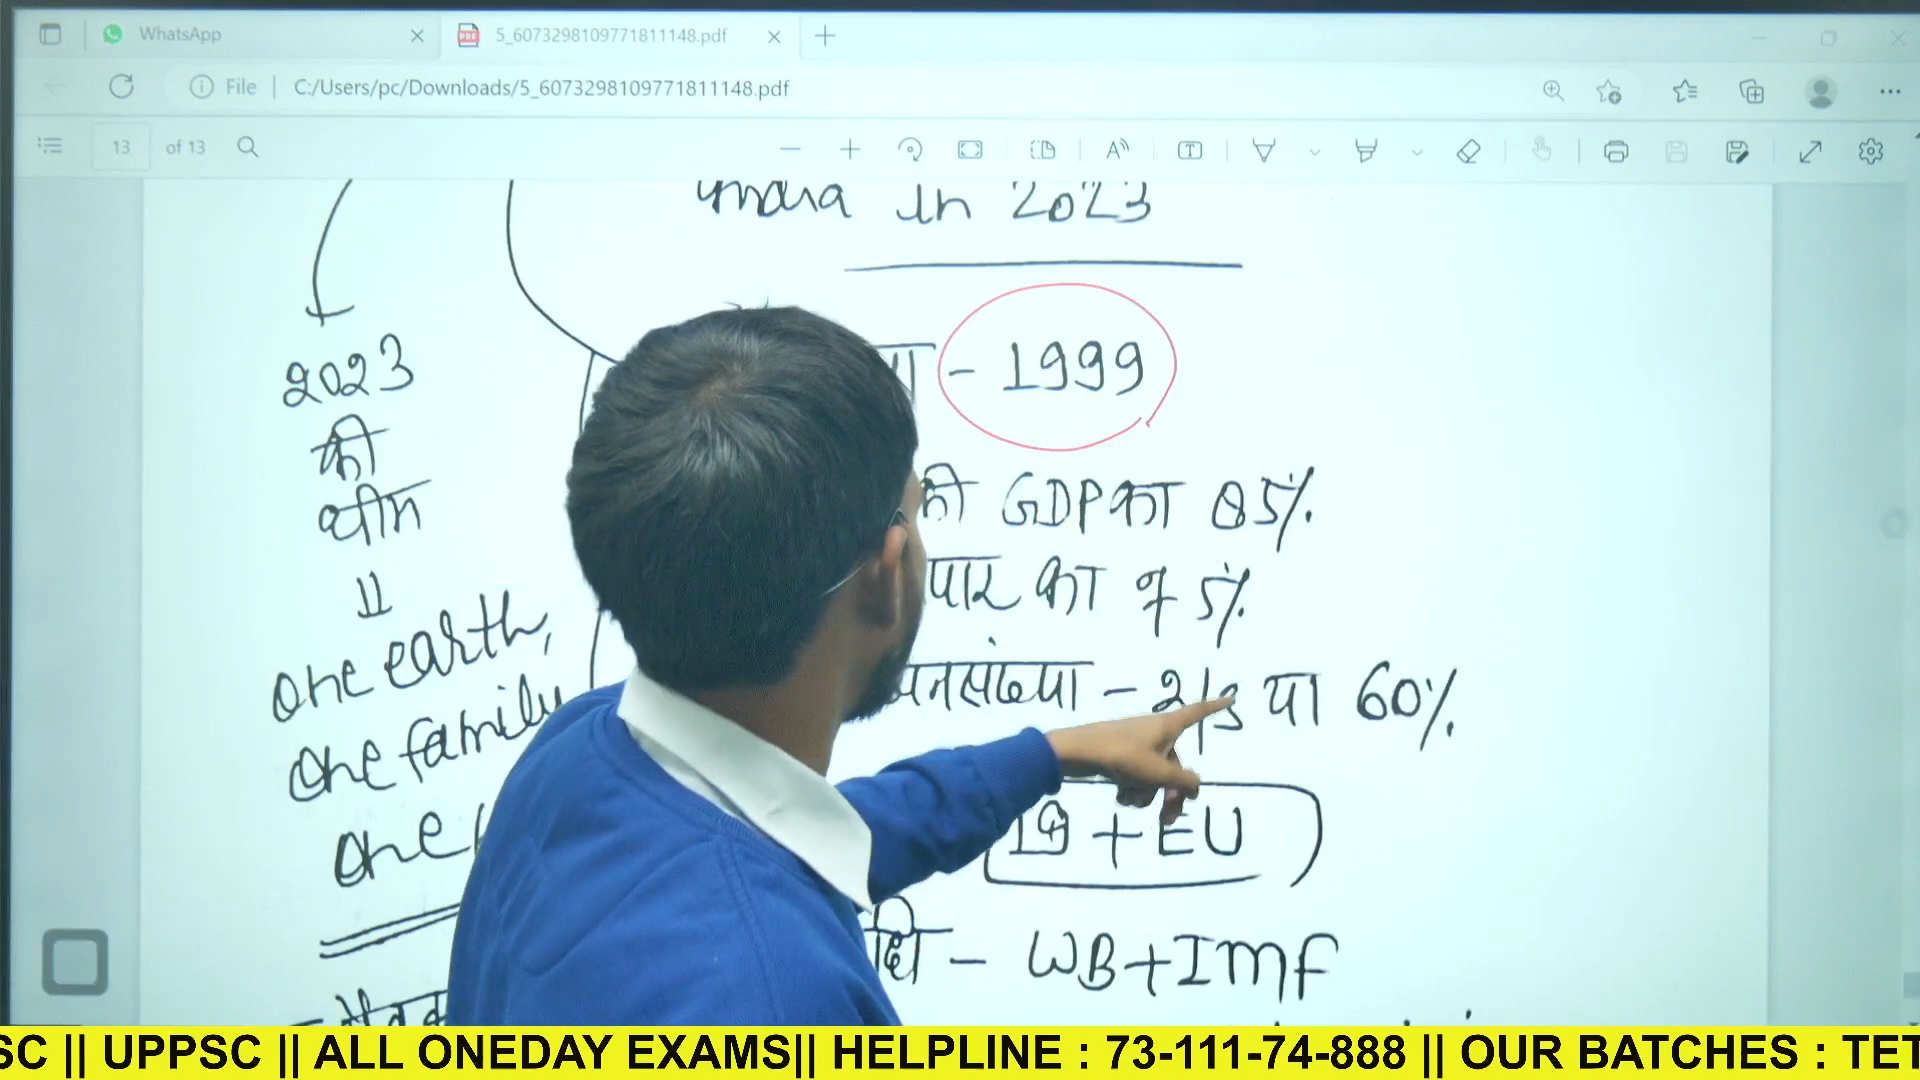 WhatsApp
5_6073298109771811148.pdf
File | C:/Users/pc/Downloads/5_6073298109771811148.pdf
13 of 13
India in 2023
- 1999
2023
की
थीम
की GDP का 85%
पार का 75%
जनसंख्या - 2/3 या 60%
one earth,
one family
one
19 + EU
- WB+IMF
SC || UPPSC || ALL ONEDAY EXAMS|| HELPLINE : 73-111-74-888 || OUR BATCHES : TET